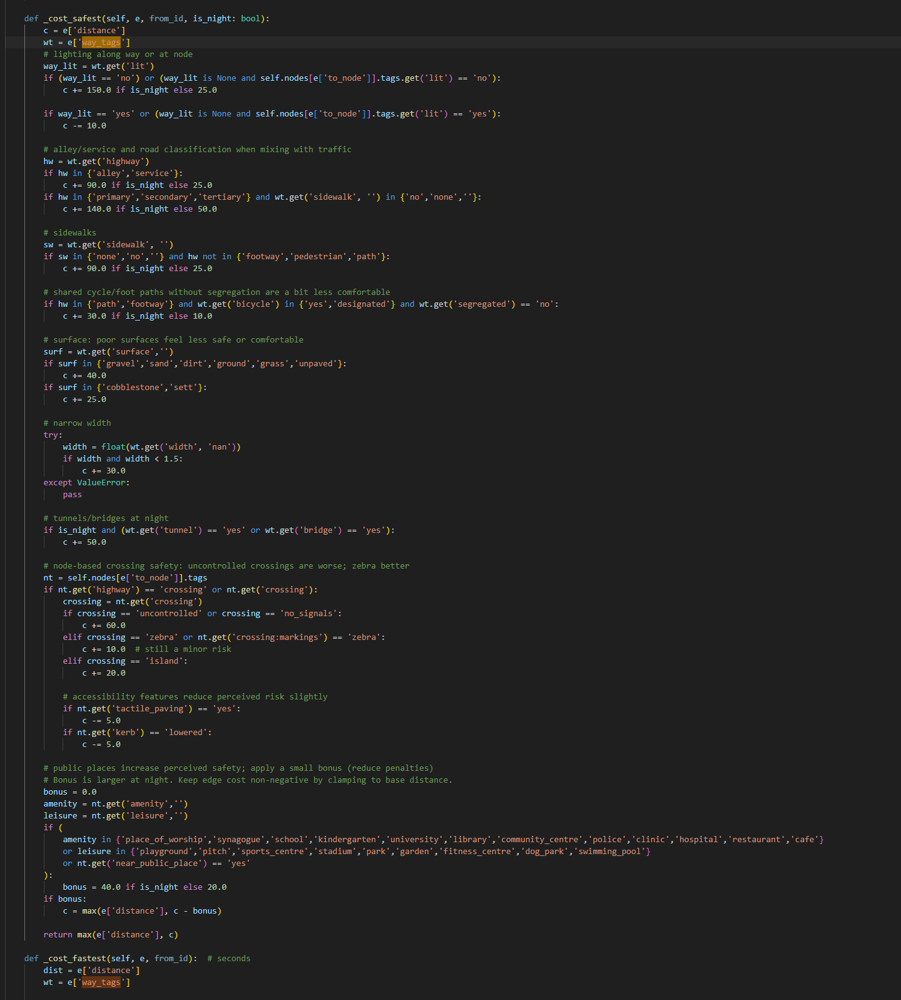 def _cost_safest(self, e, from_id, is_night: bool):
c = e['distance']
wt = e['way_tags']
# lighting along way or at node
way_lit = wt.get('lit')
if (way_lit == 'no') or (way_lit is None and self.nodes[e['to_node']].tags.get('lit') == 'no'):
c += 150.0 if is_night else 25.0
if way_lit == 'yes' or (way_lit is None and self.nodes[e['to_node']].tags.get('lit') == 'yes'):
c -= 10.0
# alley/service and road classification when mixing with traffic
hw = wt.get('highway')
if hw in {'alley','service'}:
c += 90.0 if is_night else 25.0
if hw in {'primary','secondary','tertiary'} and wt.get('sidewalk', '') in {'no','none',''}:
c += 140.0 if is_night else 50.0
# sidewalks
sw = wt.get('sidewalk', '')
if sw in {'none','no',''} and hw not in {'footway','pedestrian','path'}:
c += 90.0 if is_night else 25.0
# shared cycle/foot paths without segregation are a bit less comfortable
if hw in {'path','footway'} and wt.get('bicycle') in {'yes','designated'} and wt.get('segregated') == 'no':
c += 30.0 if is_night else 10.0
# surface: poor surfaces feel less safe or comfortable
surf = wt.get('surface','')
if surf in {'gravel','sand','dirt','ground','grass','unpaved'}:
c += 40.0
if surf in {'cobblestone','sett'}:
c += 25.0
# narrow width
try:
width = float(wt.get('width', 'nan'))
if width and width < 1.5:
c += 30.0
except ValueError:
pass
# tunnels/bridges at night
if is_night and (wt.get('tunnel') == 'yes' or wt.get('bridge') == 'yes'):
c += 50.0
# node-based crossing safety: uncontrolled crossings are worse; zebra better
nt = self.nodes[e['to_node']].tags
if nt.get('highway') == 'crossing' or nt.get('crossing'):
crossing = nt.get('crossing')
if crossing == 'uncontrolled' or crossing == 'no_signals':
c += 60.0
elif crossing == 'zebra' or nt.get('crossing:markings') == 'zebra':
c += 10.0  # still a minor risk
elif crossing == 'island':
c += 20.0
# accessibility features reduce perceived risk slightly
if nt.get('tactile_paving') == 'yes':
c -= 5.0
if nt.get('kerb') == 'lowered':
c -= 5.0
# public places increase perceived safety; apply a small bonus (reduce penalties)
# Bonus is larger at night. Keep edge cost non-negative by clamping to base distance.
bonus = 0.0
amenity = nt.get('amenity','')
leisure = nt.get('leisure','')
if (
amenity in {'place_of_worship','synagogue','school','kindergarten','university','library','community_centre','police','clinic','hospital','restaurant','cafe'}
or leisure in {'playground','pitch','sports_centre','stadium','park','garden','fitness_centre','dog_park','swimming_pool'}
or nt.get('near_public_place') == 'yes'
):
bonus = 40.0 if is_night else 20.0
if bonus:
c = max(e['distance'], c - bonus)
return max(e['distance'], c)
def _cost_fastest(self, e, from_id):  # seconds
dist = e['distance']
wt = e['way_tags']